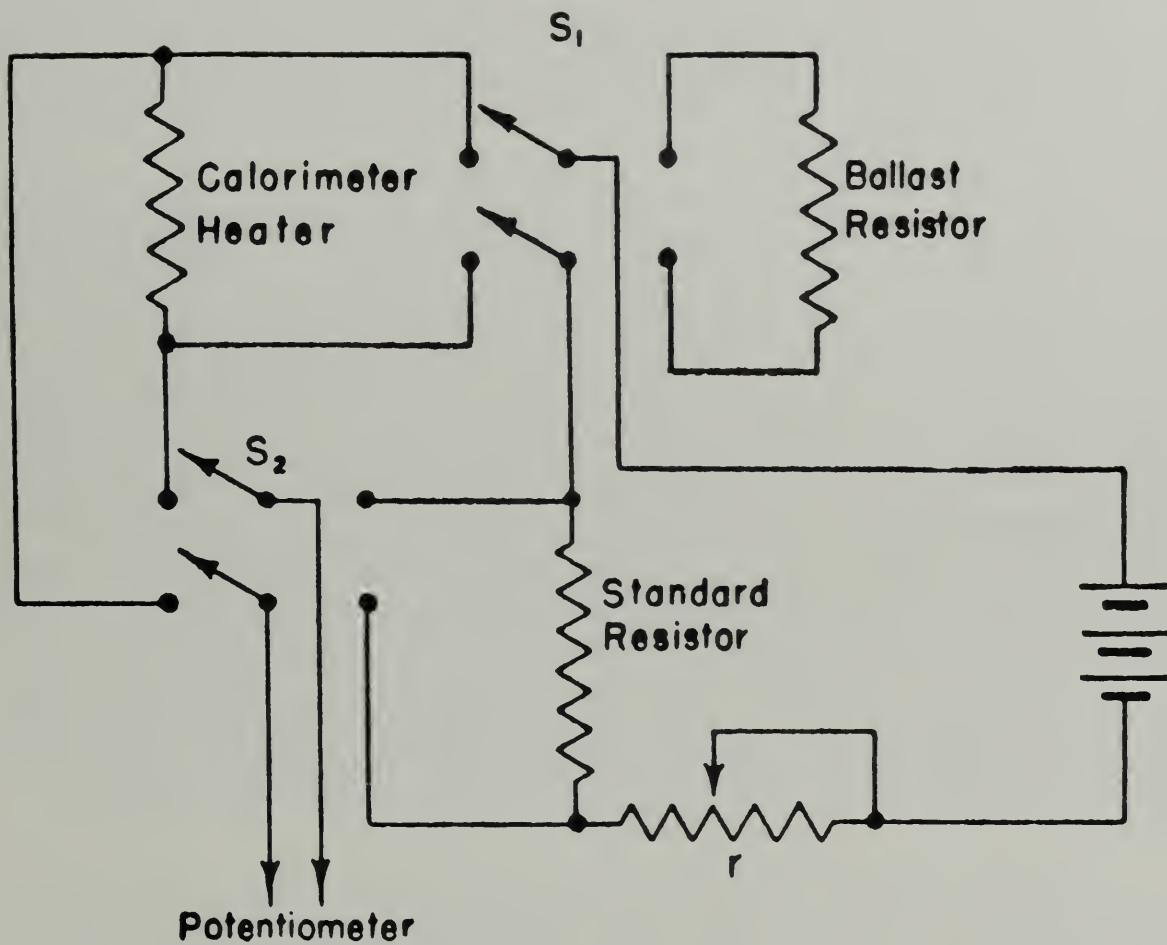 S₁
Calorimeter
Heater
Ballast
Resistor
S₂
Standard
Resistor
r
Potentiometer